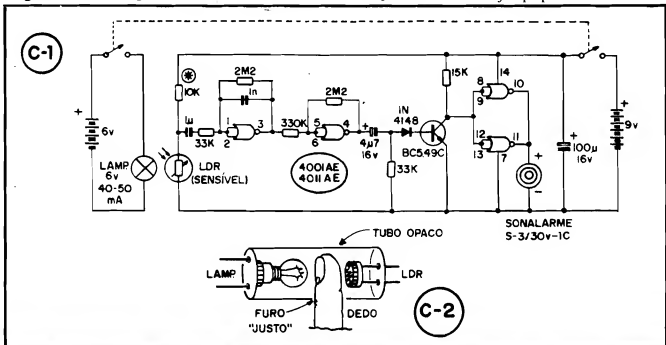 C-1
6v
LAMP.
6v
40-50
mA
10K
LDR
(SENSÍVEL)
1µ
33K
2M2
1n
1
2
3
330K
2M2
5
6
4
4001AE
4011AE
4µ7
16v
1N
4148
33K
15K
BC549C
8
9
14
10
12
13
11
7
100µ
16v
9v
SONALARME
S-3/30v-1C
TUBO OPACO
LAMP.
LDR
FURO
"JUSTO"
DEDO
C-2